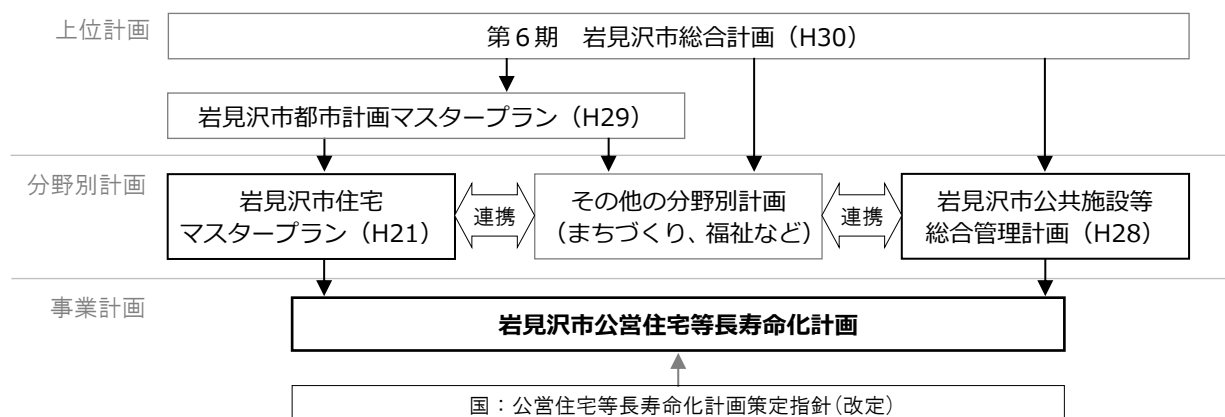 上位計画
第６期　岩見沢市総合計画（H30）
岩見沢市都市計画マスタープラン（H29）
分野別計画
岩見沢市住宅
マスタープラン（H21）
連携
その他の分野別計画
（まちづくり、福祉など）
連携
岩見沢市公共施設等
総合管理計画（H28）
事業計画
岩見沢市公営住宅等長寿命化計画
国：公営住宅等長寿命化計画策定指針（改定）